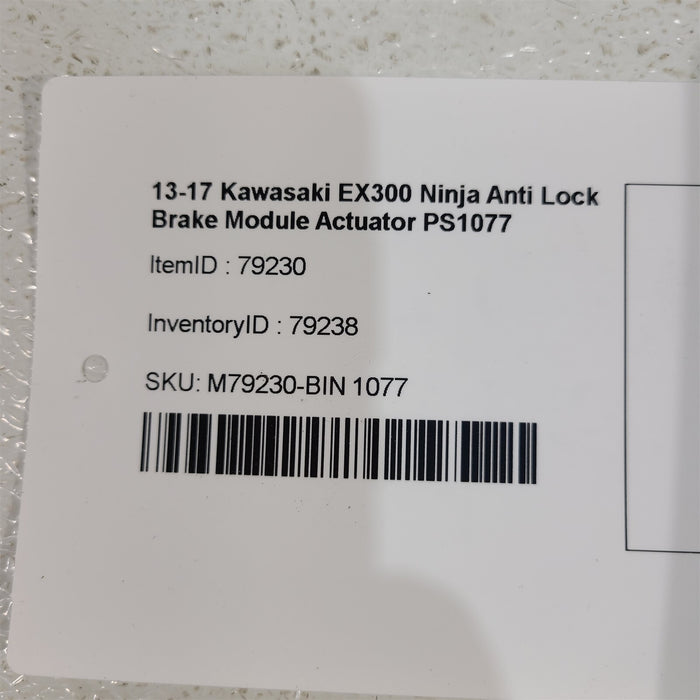 13-17 Kawasaki EX300 Ninja Anti Lock
Brake Module Actuator PS1077
ItemID : 79230
InventoryID : 79238
SKU: M79230-BIN 1077